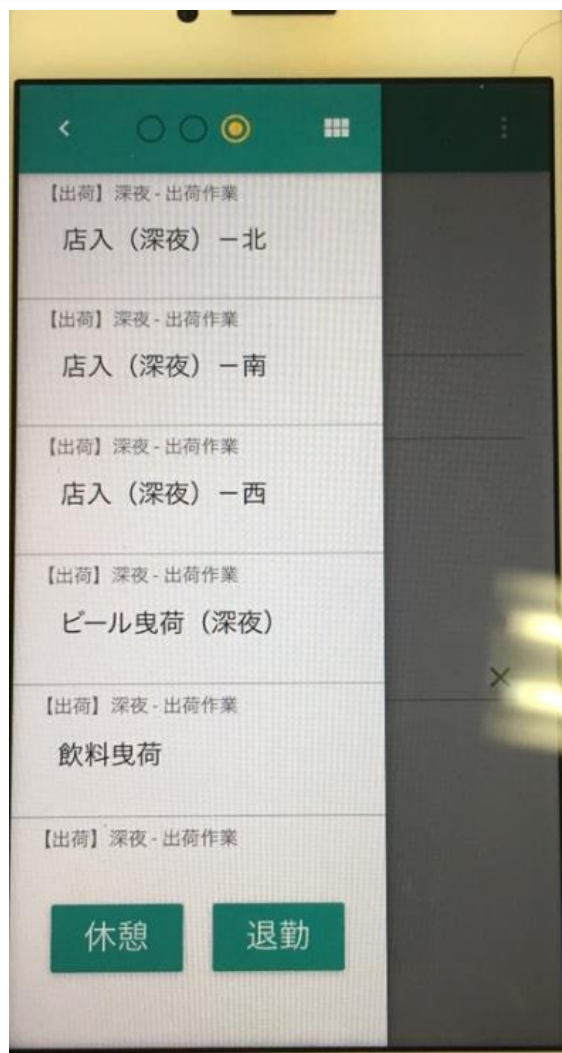 【出荷】深夜 - 出荷作業
店入（深夜）－北
【出荷】深夜 - 出荷作業
店入（深夜）－南
【出荷】深夜 - 出荷作業
店入（深夜）－西
【出荷】深夜 - 出荷作業
ビール曳荷（深夜）
【出荷】深夜 - 出荷作業
飲料曳荷
【出荷】深夜 - 出荷作業
休憩 退勤